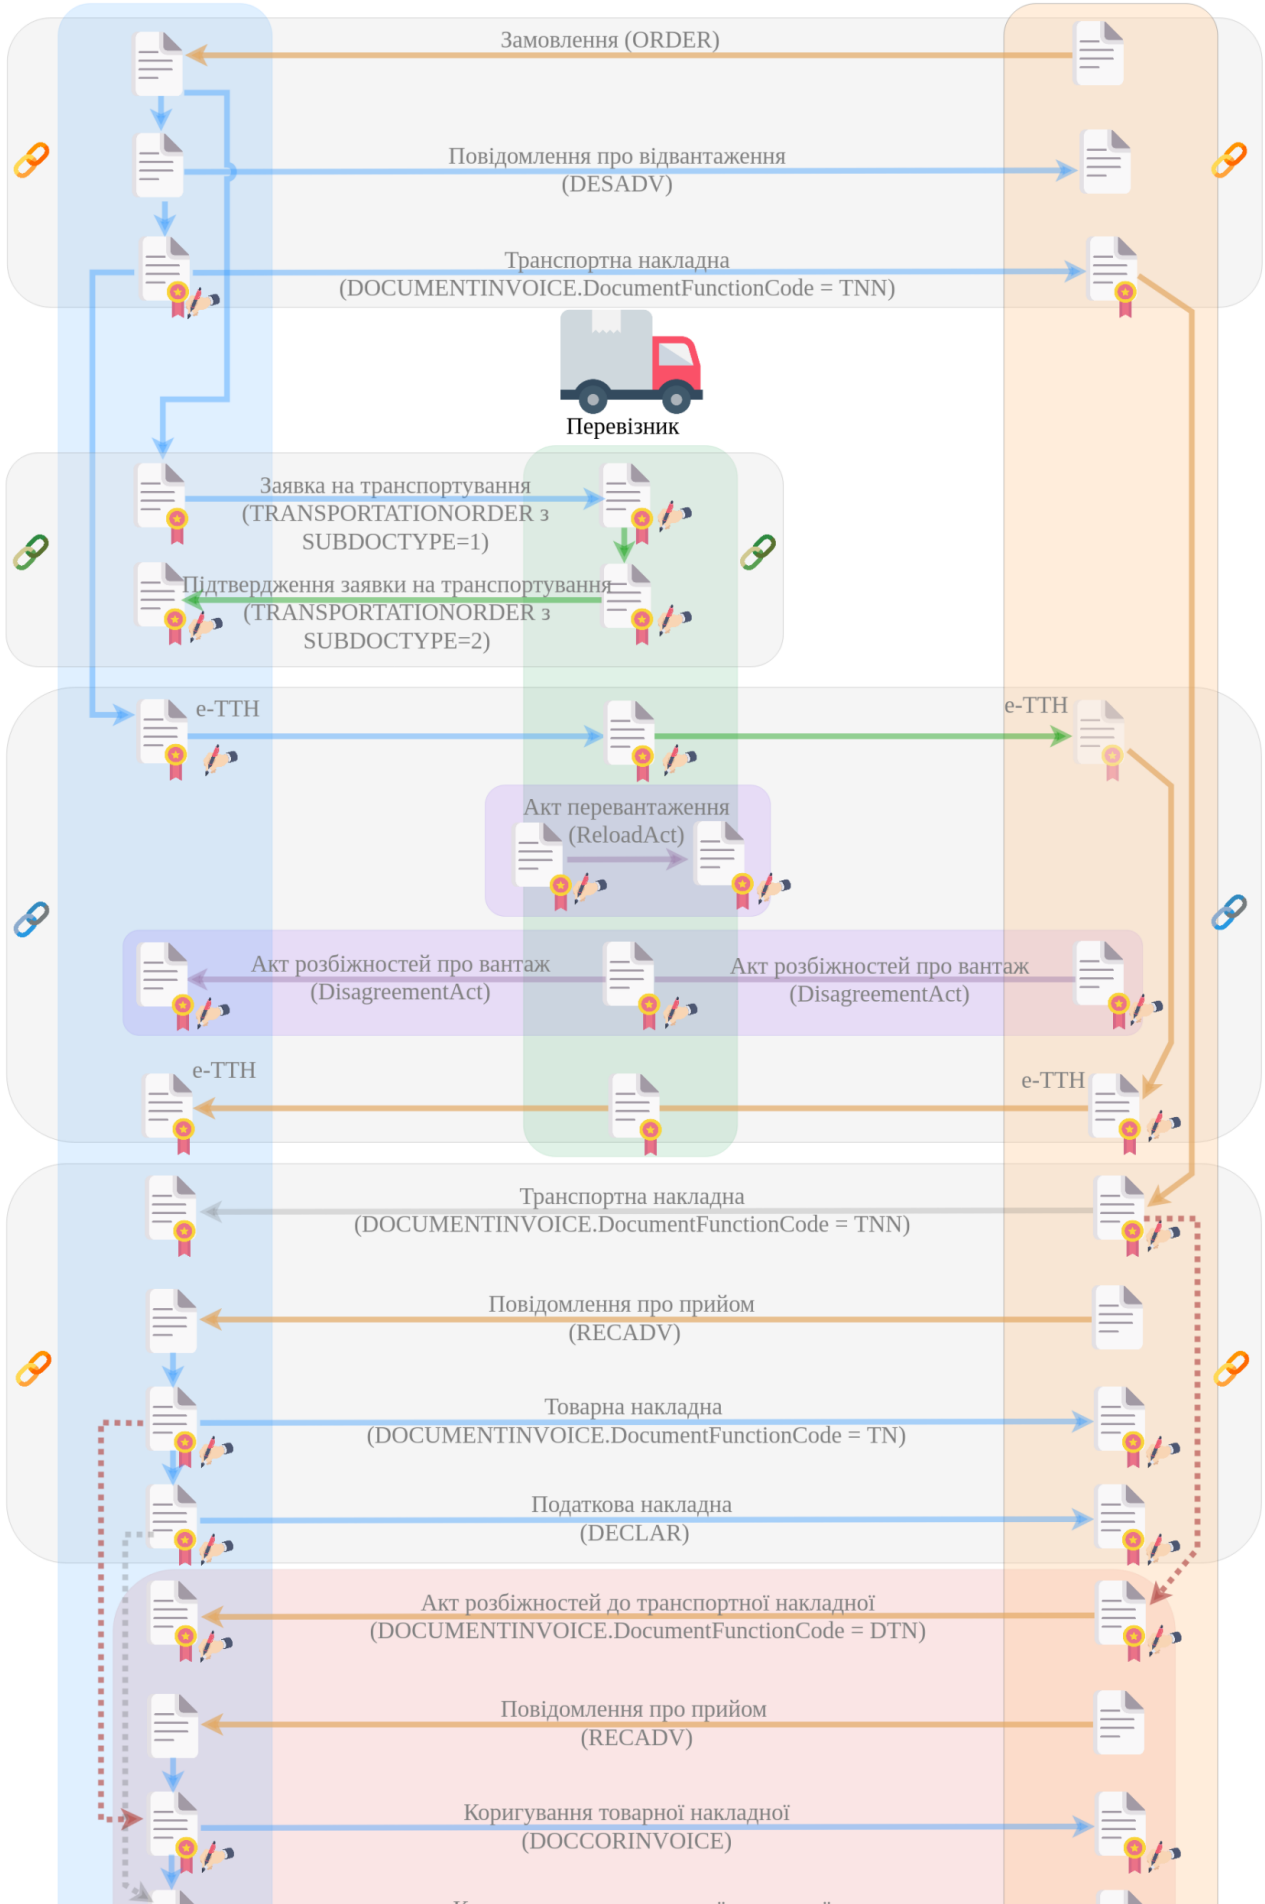 Замовлення (ORDER)
Повідомлення про відвантаження
(DESADV)
Транспортна накладна
(DOCUMENTINVOICE.DocumentFunctionCode = TNN)
Перевізник
Заявка на транспортування
(TRANSPORTATIONORDER з
SUBDOCTYPE=1)
Підтвердження заявки на транспортування
(TRANSPORTATIONORDER з
SUBDOCTYPE=2)
е-ТТН
е-ТТН
Акт перевантаження
(ReloadAct)
Акт розбіжностей про вантаж
(DisagreementAct)
Акт розбіжностей про вантаж
(DisagreementAct)
е-ТТН
е-ТТН
Транспортна накладна
(DOCUMENTINVOICE.DocumentFunctionCode = TNN)
Повідомлення про прийом
(RECADV)
Товарна накладна
(DOCUMENTINVOICE.DocumentFunctionCode = TN)
Податкова накладна
(DECLAR)
Акт розбіжностей до транспортної накладної
(DOCUMENTINVOICE.DocumentFunctionCode = DTN)
Повідомлення про прийом
(RECADV)
Коригування товарної накладної
(DOCCORINVOICE)